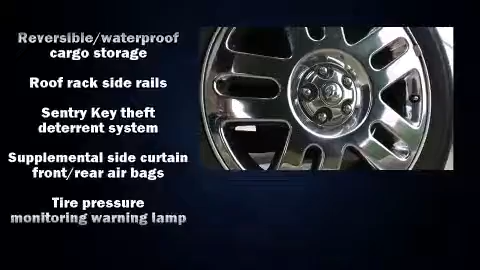 Reversible/waterproof
cargo storage
Roof rack side rails
Sentry Key theft
deterrent system
Supplemental side curtain
front/rear air bags
Tire pressure
monitoring warning lamp